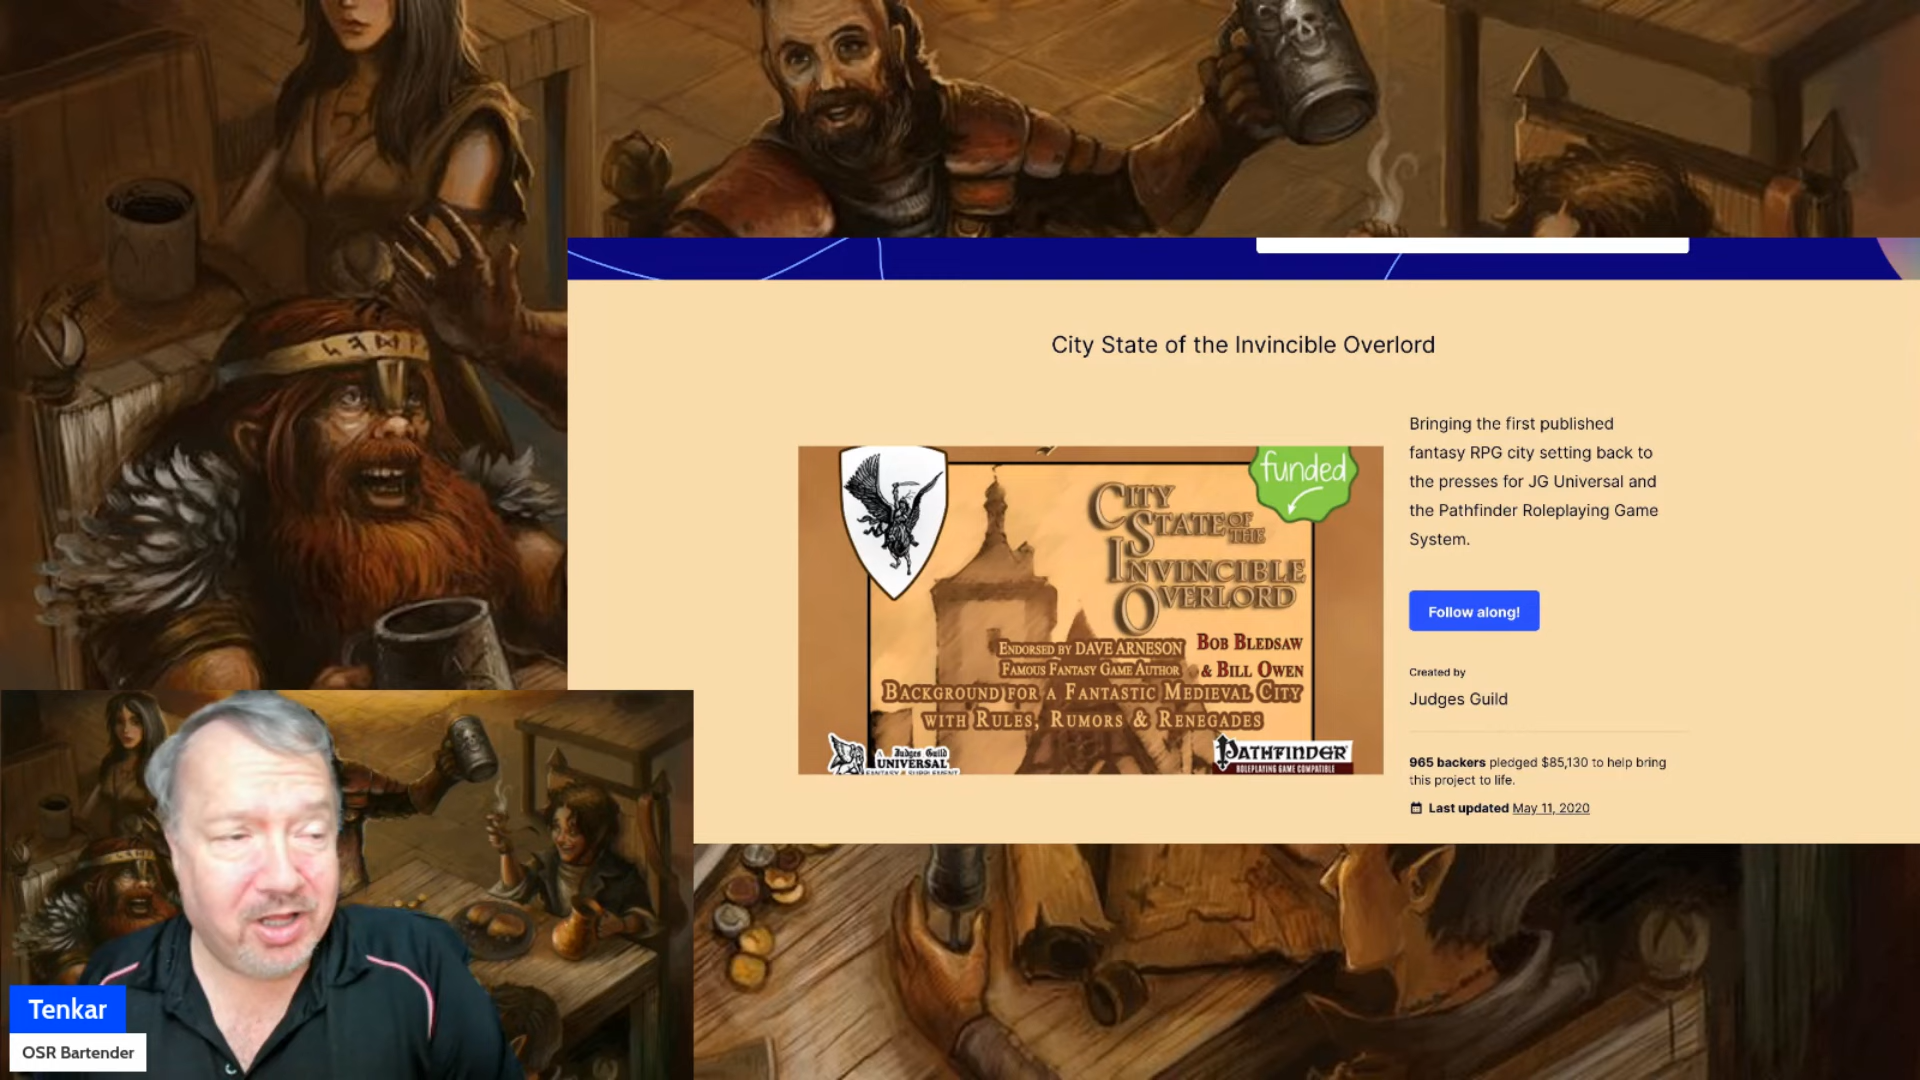 City State of the Invincible Overlord
funded
CITY
STATE OF
THE
INVINCIBLE
OVERLORD
ENDORSED BY DAVE ARNESON
FAMOUS FANTASY GAME AUTHOR
BOB BLEDSAW
& BILL OWEN
BACKGROUND FOR A FANTASTIC MEDIEVAL CITY
WITH RULES, RUMORS & RENEGADES
Judges Guild
UNIVERSAL
FANTASY SUPPLEMENT
PATHFINDER
ROLEPLAYING GAME COMPATIBLE
Bringing the first published
fantasy RPG city setting back to
the presses for JG Universal and
the Pathfinder Roleplaying Game
System.
Follow along!
Created by
Judges Guild
965 backers pledged $85,130 to help bring
this project to life.
Last updated May 11, 2020
Tenkar
OSR Bartender